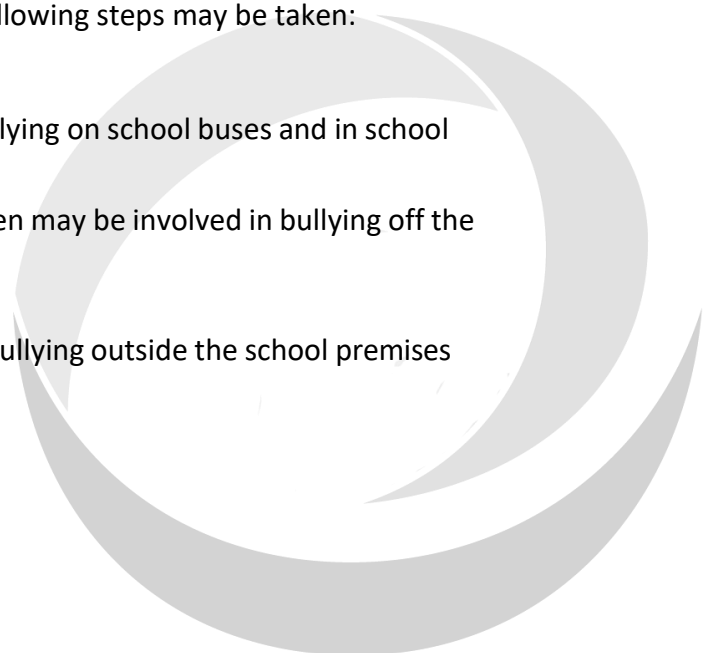 llowing steps may be taken:
lying on school buses and in school
en may be involved in bullying off the
ullying outside the school premises